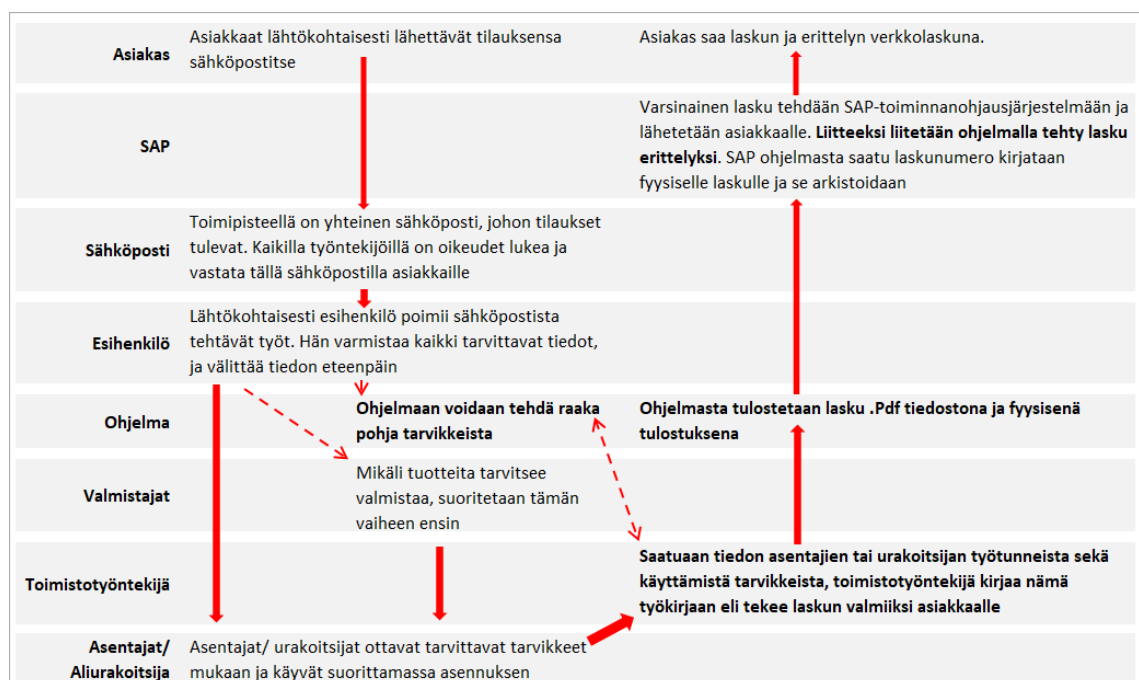 Asiakas
Asiakkaat lähtökohtaisesti lähettävät tilauksensa
sähköpostitse
Asiakas saa laskun ja erittelyn verkkolaskuna.
SAP
Varsinainen lasku tehdään SAP-toiminnanohjausjärjestelmään ja
lähetetään asiakkaalle. Liitteeksi liitetään ohjelmalla tehty lasku
erittelyksi. SAP ohjelmasta saatu laskunumero kirjataan
fyysiselle laskulle ja se arkistoidaan
Sähköposti
Toimipisteellä on yhteinen sähköposti, johon tilaukset
tulevat. Kaikilla työntekijöillä on oikeudet lukea ja
vastata tällä sähköpostilla asiakkaille
Esihenkilö
Lähtökohtaisesti esihenkilö poimii sähköpostista
tehtävät työt. Hän varmistaa kaikki tarvittavat tiedot,
ja välittää tiedon eteenpäin
Ohjelma
Ohjelmaan voidaan tehdä raaka
pohja tarvikkeista
Ohjelmasta tulostetaan lasku .Pdf tiedostona ja fyysisenä
tulostuksena
Valmistajat
Mikäli tuotteita tarvitsee
valmistaa, suoritetaan tämän
vaiheen ensin
Toimistotyöntekijä
Saatuaan tiedon asentajien tai urakoitsijan työtunneista sekä
käyttämistä tarvikkeista, toimistotyöntekijä kirjaa nämä
työkirjaan eli tekee laskun valmiiksi asiakkaalle
Asentajat/
Aliurakoitsija
Asentajat/ urakoitsijat ottavat tarvittavat tarvikkeet
mukaan ja käyvät suorittamassa asennuksen